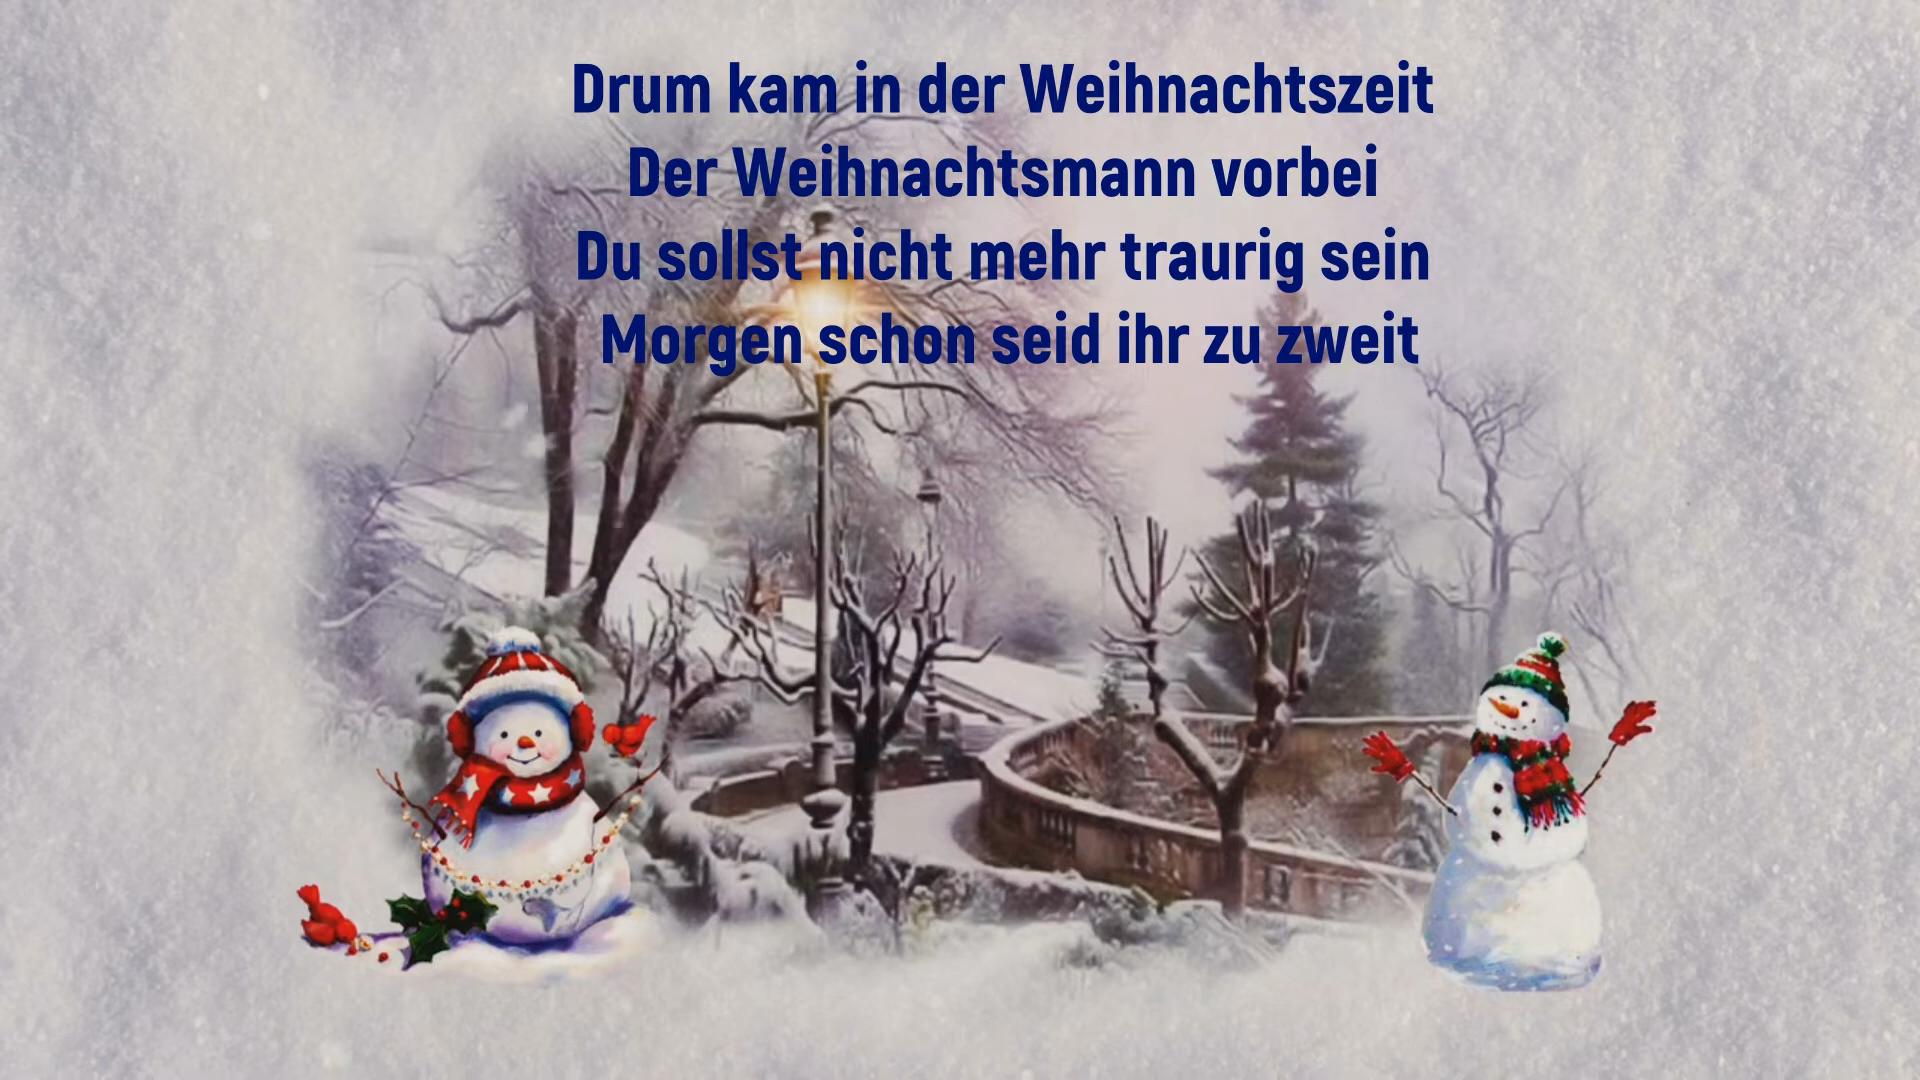 Drum kam in der Weihnachtszeit
Der Weihnachtsmann vorbei
Du sollst nicht mehr traurig sein
Morgen schon seid ihr zu zweit